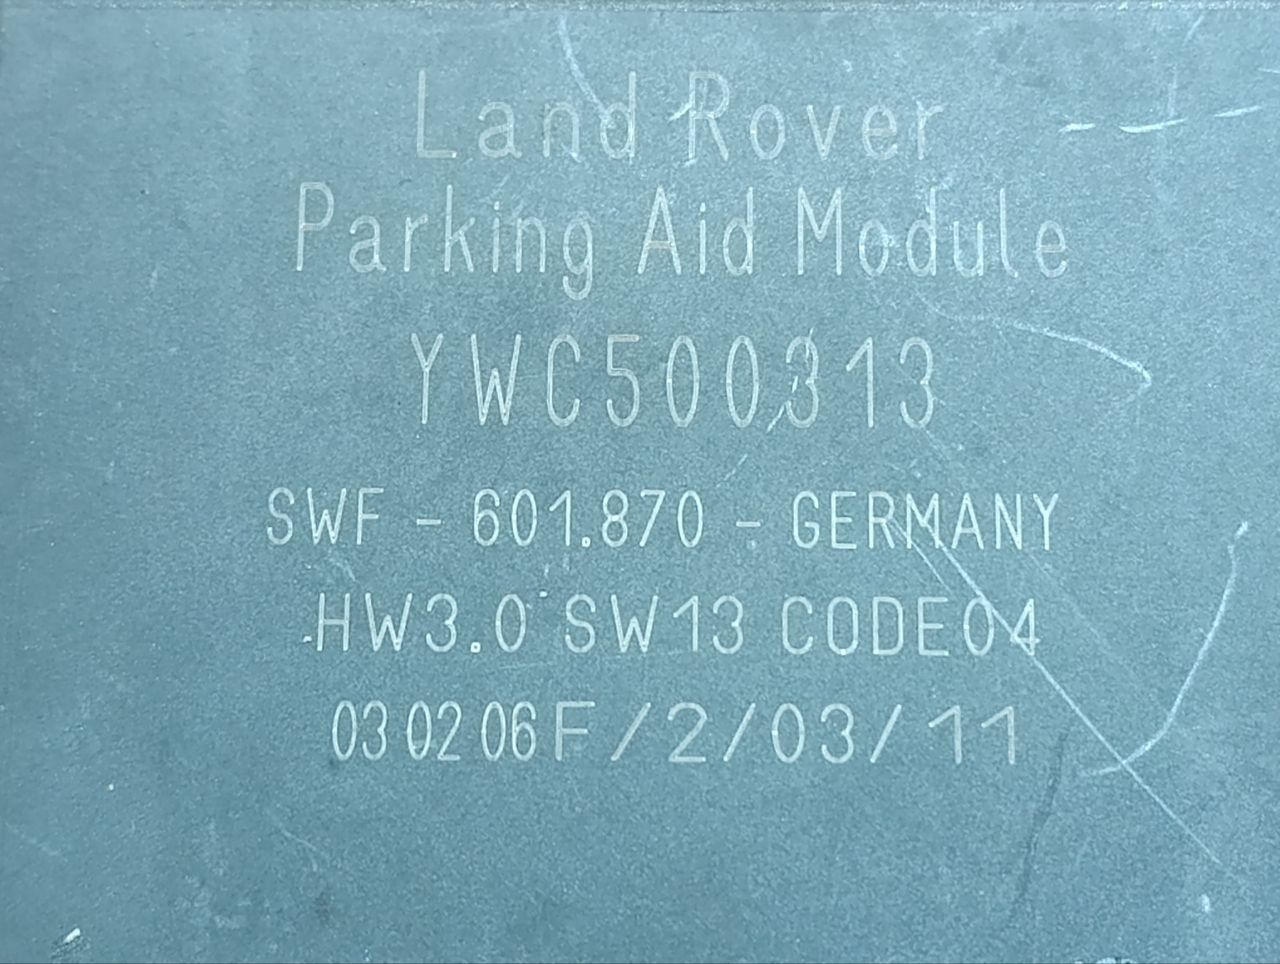 Land Rover
Parking Aid Module
YWC500313
SWF - 601.870 - GERMANY
HW3.0 SW13 CODE04
03 02 06 F/2/03/11